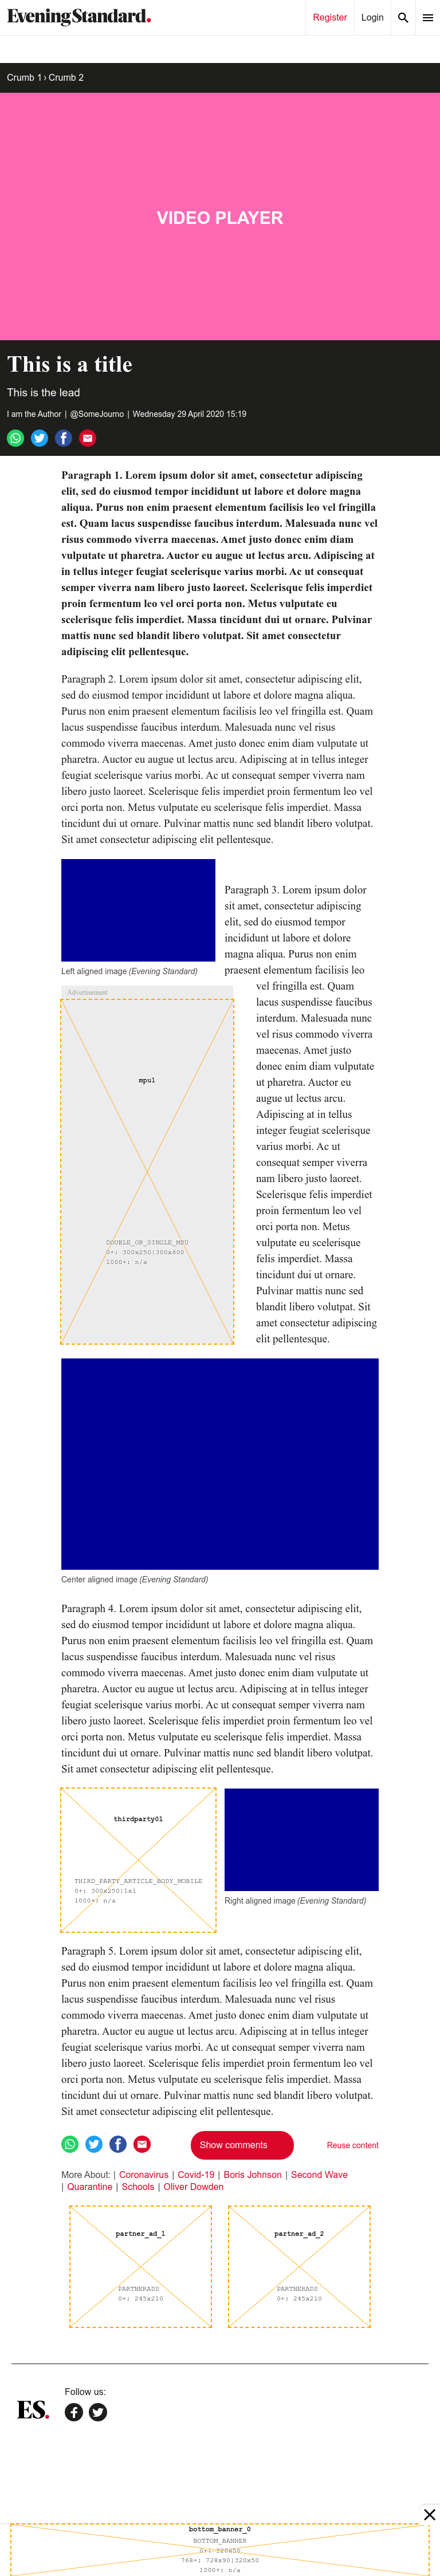 Evening Standard.
Register
Login
Crumb 1 › Crumb 2
VIDEO PLAYER
This is a title
This is the lead
I am the Author | @SomeJourno | Wednesday 29 April 2020 15:19
Paragraph 1. Lorem ipsum dolor sit amet, consectetur adipiscing
elit, sed do eiusmod tempor incididunt ut labore et dolore magna
aliqua. Purus non enim praesent elementum facilisis leo vel fringilla
est. Quam lacus suspendisse faucibus interdum. Malesuada nunc vel
risus commodo viverra maecenas. Amet justo donec enim diam
vulputate ut pharetra. Auctor eu augue ut lectus arcu. Adipiscing at
in tellus integer feugiat scelerisque varius morbi. Ac ut consequat
semper viverra nam libero justo laoreet. Scelerisque felis imperdiet
proin fermentum leo vel orci porta non. Metus vulputate eu
scelerisque felis imperdiet. Massa tincidunt dui ut ornare. Pulvinar
mattis nunc sed blandit libero volutpat. Sit amet consectetur
adipiscing elit pellentesque.
Paragraph 2. Lorem ipsum dolor sit amet, consectetur adipiscing elit,
sed do eiusmod tempor incididunt ut labore et dolore magna aliqua.
Purus non enim praesent elementum facilisis leo vel fringilla est. Quam
lacus suspendisse faucibus interdum. Malesuada nunc vel risus
commodo viverra maecenas. Amet justo donec enim diam vulputate ut
pharetra. Auctor eu augue ut lectus arcu. Adipiscing at in tellus integer
feugiat scelerisque varius morbi. Ac ut consequat semper viverra nam
libero justo laoreet. Scelerisque felis imperdiet proin fermentum leo vel
orci porta non. Metus vulputate eu scelerisque felis imperdiet. Massa
tincidunt dui ut ornare. Pulvinar mattis nunc sed blandit libero volutpat.
Sit amet consectetur adipiscing elit pellentesque.
Left aligned image (Evening Standard)
Paragraph 3. Lorem ipsum dolor
sit amet, consectetur adipiscing
elit, sed do eiusmod tempor
incididunt ut labore et dolore
magna aliqua. Purus non enim
praesent elementum facilisis leo
vel fringilla est. Quam
lacus suspendisse faucibus
interdum. Malesuada nunc
vel risus commodo viverra
maecenas. Amet justo
donec enim diam vulputate
ut pharetra. Auctor eu
augue ut lectus arcu.
Adipiscing at in tellus
integer feugiat scelerisque
varius morbi. Ac ut
consequat semper viverra
nam libero justo laoreet.
Scelerisque felis imperdiet
proin fermentum leo vel
orci porta non. Metus
vulputate eu scelerisque
felis imperdiet. Massa
tincidunt dui ut ornare.
Pulvinar mattis nunc sed
blandit libero volutpat. Sit
amet consectetur adipiscing
elit pellentesque.
Advertisement
mpu1
DOUBLE_OR_SINGLE_MPU
0+: 300x250|300x600
1000+: n/a
Center aligned image (Evening Standard)
Paragraph 4. Lorem ipsum dolor sit amet, consectetur adipiscing elit,
sed do eiusmod tempor incididunt ut labore et dolore magna aliqua.
Purus non enim praesent elementum facilisis leo vel fringilla est. Quam
lacus suspendisse faucibus interdum. Malesuada nunc vel risus
commodo viverra maecenas. Amet justo donec enim diam vulputate ut
pharetra. Auctor eu augue ut lectus arcu. Adipiscing at in tellus integer
feugiat scelerisque varius morbi. Ac ut consequat semper viverra nam
libero justo laoreet. Scelerisque felis imperdiet proin fermentum leo vel
orci porta non. Metus vulputate eu scelerisque felis imperdiet. Massa
tincidunt dui ut ornare. Pulvinar mattis nunc sed blandit libero volutpat.
Sit amet consectetur adipiscing elit pellentesque.
thirdparty01
THIRD_PARTY_ARTICLE_BODY_MOBILE
0+: 300x250|1x1
1000+: n/a
Right aligned image (Evening Standard)
Paragraph 5. Lorem ipsum dolor sit amet, consectetur adipiscing elit,
sed do eiusmod tempor incididunt ut labore et dolore magna aliqua.
Purus non enim praesent elementum facilisis leo vel fringilla est. Quam
lacus suspendisse faucibus interdum. Malesuada nunc vel risus
commodo viverra maecenas. Amet justo donec enim diam vulputate ut
pharetra. Auctor eu augue ut lectus arcu. Adipiscing at in tellus integer
feugiat scelerisque varius morbi. Ac ut consequat semper viverra nam
libero justo laoreet. Scelerisque felis imperdiet proin fermentum leo vel
orci porta non. Metus vulputate eu scelerisque felis imperdiet. Massa
tincidunt dui ut ornare. Pulvinar mattis nunc sed blandit libero volutpat.
Sit amet consectetur adipiscing elit pellentesque.
Show comments
Reuse content
More About: | Coronavirus | Covid-19 | Boris Johnson | Second Wave
| Quarantine | Schools | Oliver Dowden
partner_ad_1
PARTNERADS
0+: 245x210
partner_ad_2
PARTNERADS
0+: 245x210
ES.
Follow us:
bottom_banner_0
BOTTOM_BANNER
0+: 320x50
768+: 728x90|320x50
1000+: n/a